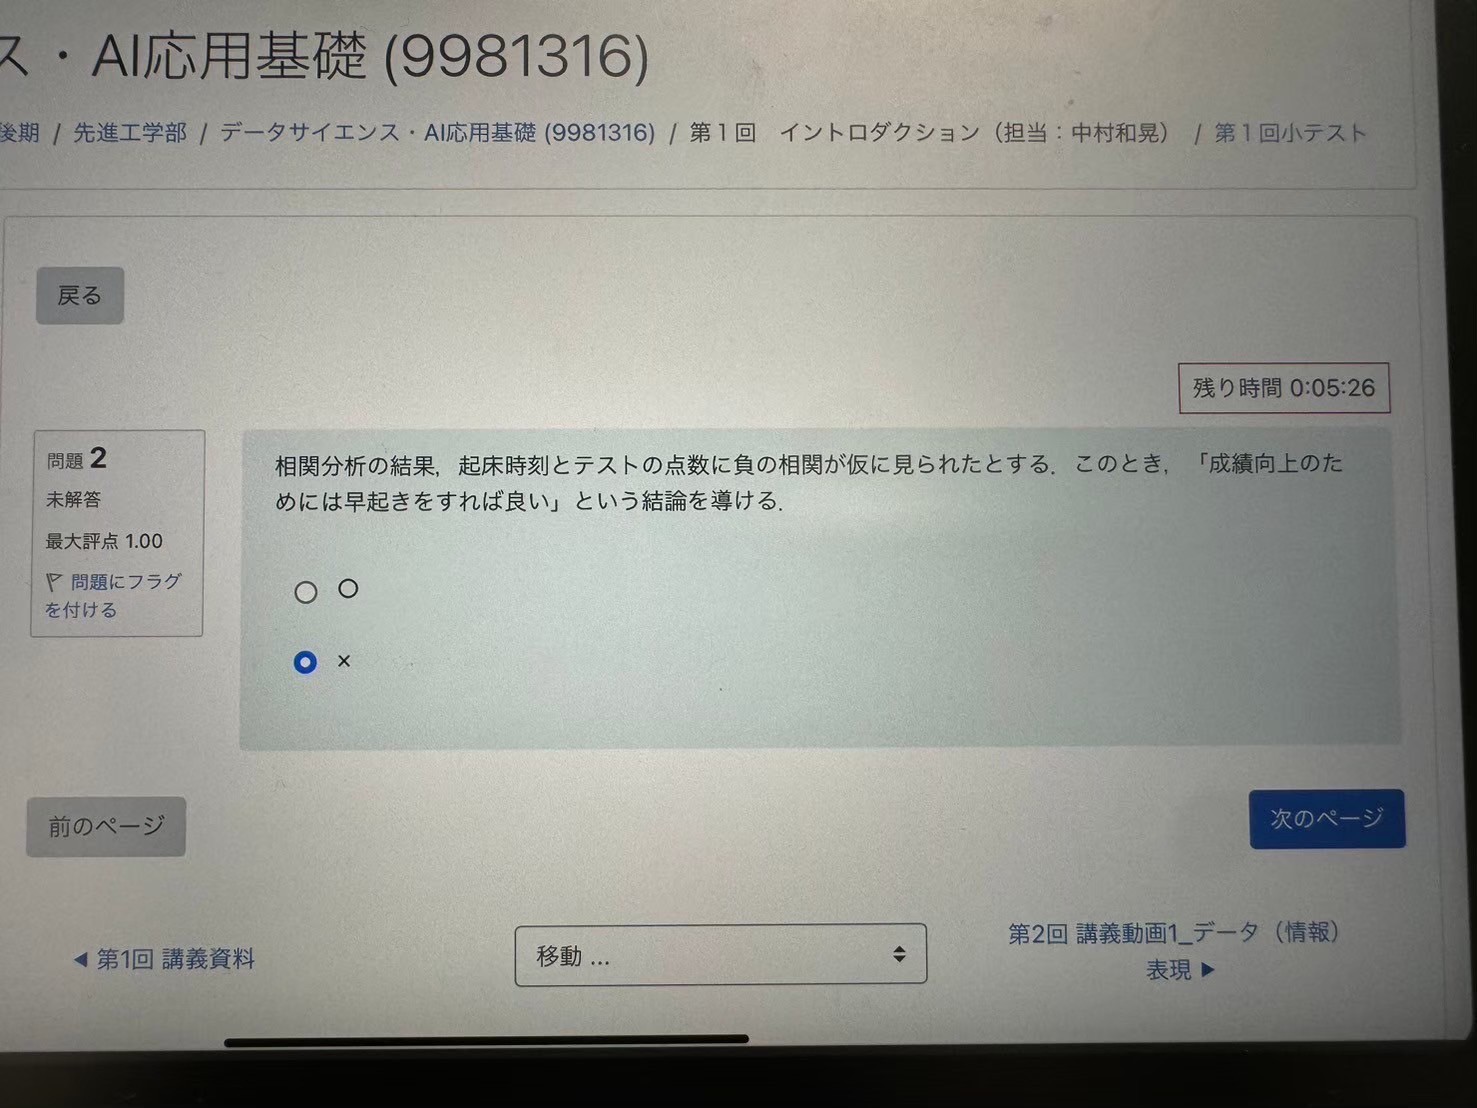 ス・AI応用基礎 (9981316)
後期 / 先進工学部 / データサイエンス・AI応用基礎 (9981316) / 第1回 イントロダクション（担当：中村和晃） / 第1回小テスト
戻る
残り時間 0:05:26
問題 2
未解答
最大評点 1.00
問題にフラグ
を付ける
相関分析の結果，起床時刻とテストの点数に負の相関が仮に見られたとする．このとき，「成績向上のた
めには早起きをすれば良い」という結論を導ける．
○
×
前のページ
次のページ
◀ 第1回 講義資料
移動 ...
第2回 講義動画1_データ（情報）
表現 ▶